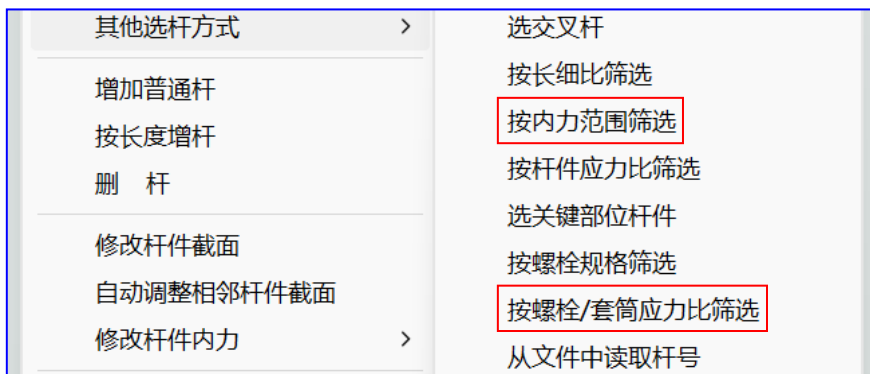 其他选杆方式 >
增加普通杆
按长度增杆
删 杆
修改杆件截面
自动调整相邻杆件截面
修改杆件内力 >
选交叉杆
按长细比筛选
按内力范围筛选
按杆件应力比筛选
选关键部位杆件
按螺栓规格筛选
按螺栓/套筒应力比筛选
从文件中读取杆号